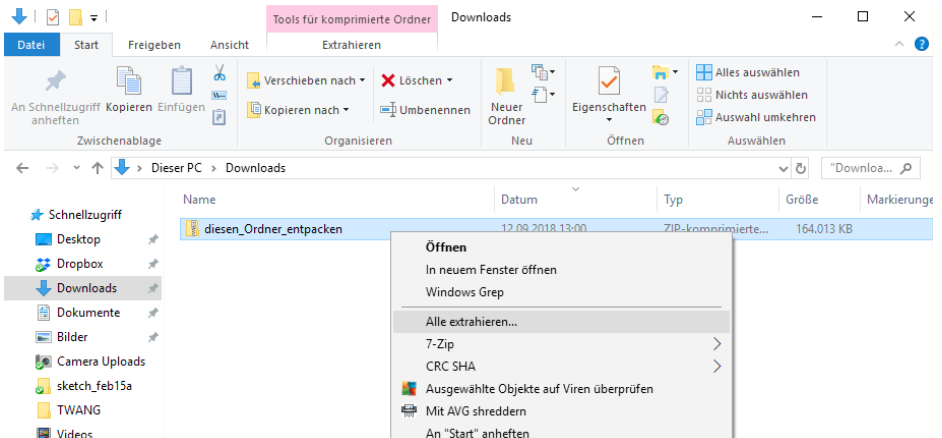 Tools für komprimierte Ordner Downloads
Datei Start Freigeben Ansicht Extrahieren
An Schnellzugriff anheften
Kopieren
Einfügen
Verschieben nach
Kopieren nach
Löschen
Umbenennen
Neuer Ordner
Eigenschaften
Alles auswählen
Nichts auswählen
Auswahl umkehren
Zwischenablage Organisieren Neu Öffnen Auswählen
Dieser PC > Downloads "Downloa...
Name Datum Typ Größe Markierunge
diesen_Ordner_entpacken 12.09.2018 13:00 ZIP-komprimierte... 164.013 KB
Schnellzugriff
Desktop
Dropbox
Downloads
Dokumente
Bilder
Camera Uploads
sketch_feb15a
TWANG
Videos
Öffnen
In neuem Fenster öffnen
Windows Grep
Alle extrahieren...
7-Zip
CRC SHA
Ausgewählte Objekte auf Viren überprüfen
Mit AVG shreddern
An "Start" anheften